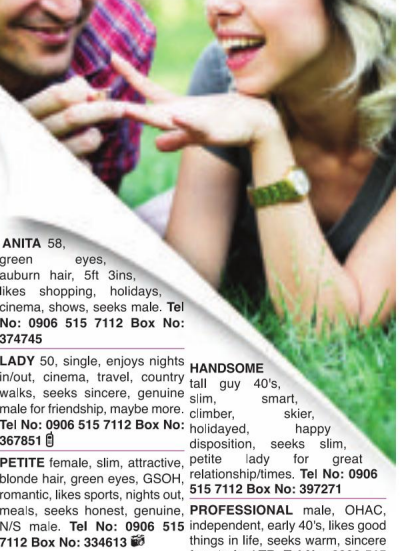 ANITA 58,
green eyes,
auburn hair, 5ft 3ins,
likes shopping, holidays,
cinema, shows, seeks male. Tel
No: 0906 515 7112 Box No:
374745
LADY 50, single, enjoys nights
in/out, cinema, travel, country
walks, seeks sincere, genuine
male for friendship, maybe more.
Tel No: 0906 515 7112 Box No:
367851
PETITE female, slim, attractive,
blonde hair, green eyes, GSOH,
romantic, likes sports, nights out,
meals, seeks honest, genuine,
N/S male. Tel No: 0906 515
7112 Box No: 334613
HANDSOME
tall guy 40's,
slim, smart,
climber, skier,
holidayed, happy
disposition, seeks slim,
petite lady for great
relationship/times. Tel No: 0906
515 7112 Box No: 397271
PROFESSIONAL male, OHAC,
independent, early 40's, likes good
things in life, seeks warm, sincere